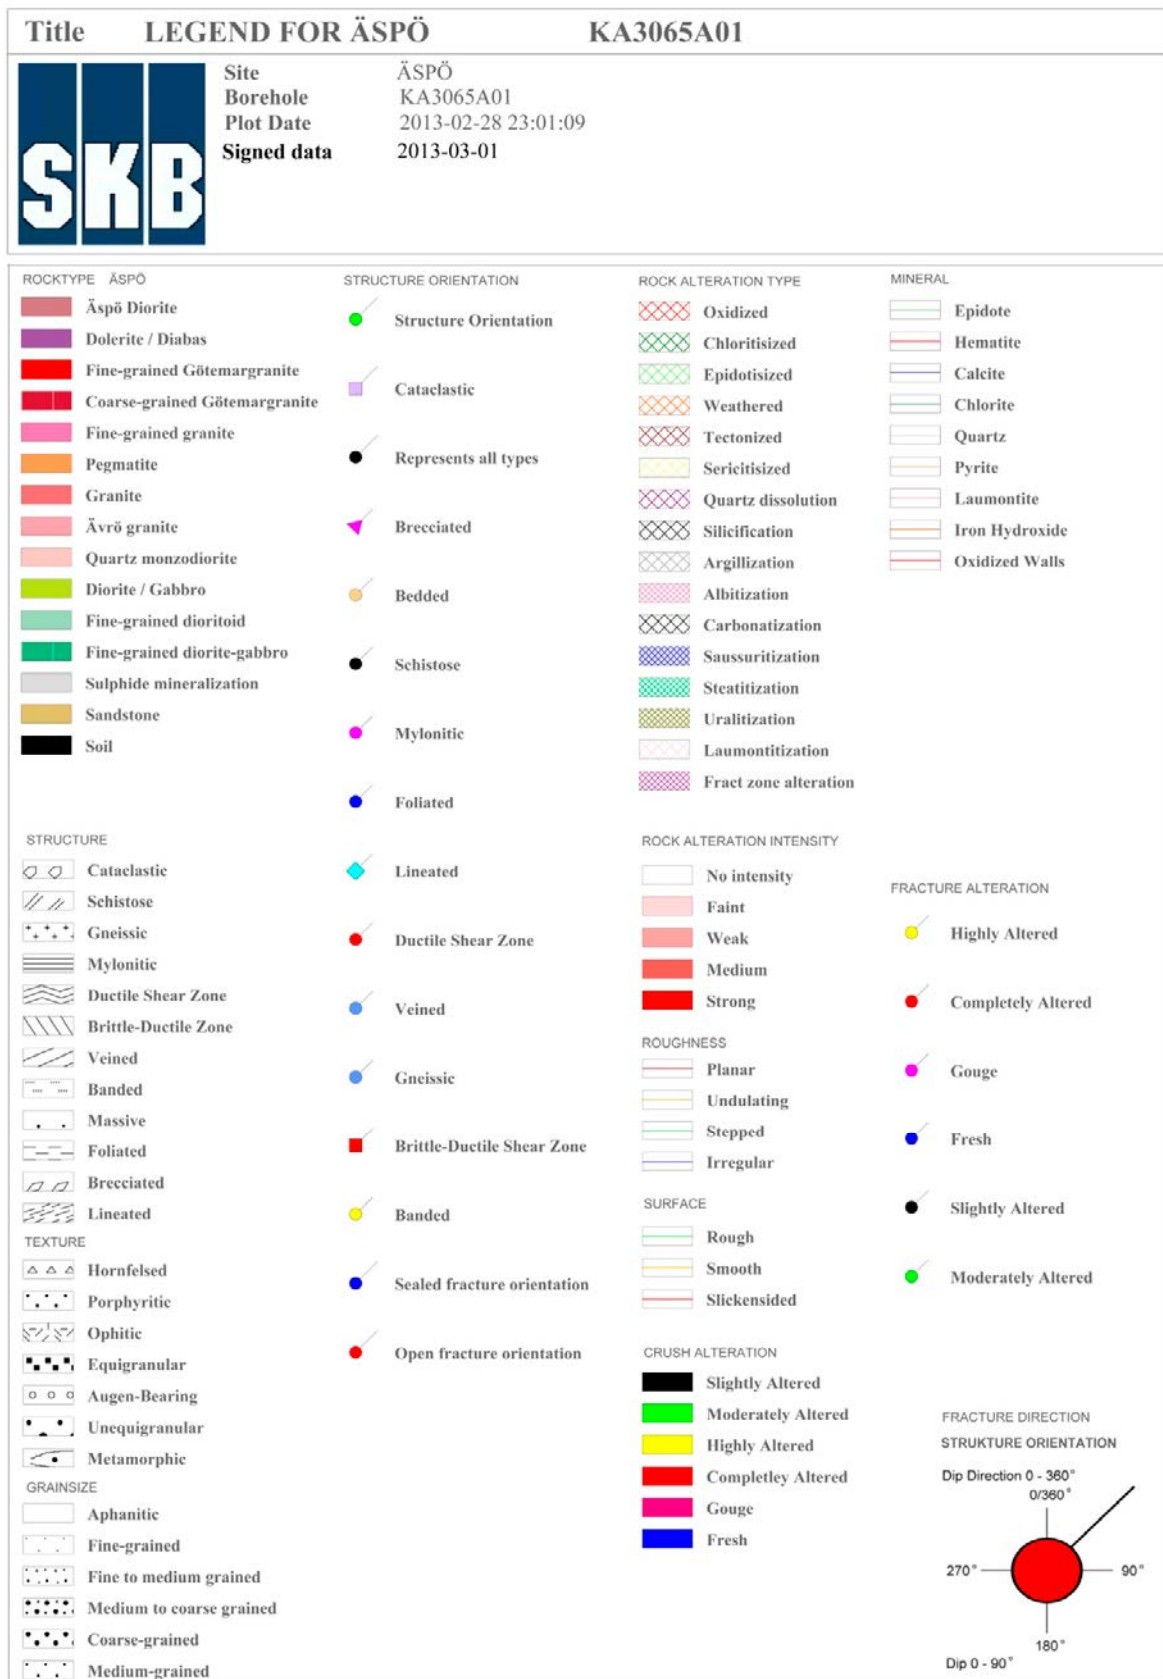 Title LEGEND FOR ÄSPÖ KA3065A01
SKB
Site ÄSPÖ
Borehole KA3065A01
Plot Date 2013-02-28 23:01:09
Signed data 2013-03-01
ROCKTYPE ÄSPÖ
Äspö Diorite
Dolerite / Diabas
Fine-grained Götemargranite
Coarse-grained Götemargranite
Fine-grained granite
Pegmatite
Granite
Ävrö granite
Quartz monzodiorite
Diorite / Gabbro
Fine-grained dioritoid
Fine-grained diorite-gabbro
Sulphide mineralization
Sandstone
Soil
STRUCTURE
Cataclastic
Schistose
Gneissic
Mylonitic
Ductile Shear Zone
Brittle-Ductile Zone
Veined
Banded
Massive
Foliated
Brecciated
Lineated
TEXTURE
Hornfelsed
Porphyritic
Ophitic
Equigranular
Augen-Bearing
Unequigranular
Metamorphic
GRAINSIZE
Aphanitic
Fine-grained
Fine to medium grained
Medium to coarse grained
Coarse-grained
Medium-grained
STRUCTURE ORIENTATION
Structure Orientation
Cataclastic
Represents all types
Brecciated
Bedded
Schistose
Mylonitic
Foliated
Lineated
Ductile Shear Zone
Veined
Gneissic
Brittle-Ductile Shear Zone
Banded
Sealed fracture orientation
Open fracture orientation
ROCK ALTERATION TYPE
Oxidized
Chloritisized
Epidotisized
Weathered
Tectonized
Sericitisized
Quartz dissolution
Silicification
Argillization
Albitization
Carbonatization
Saussuritization
Steatitization
Uralitization
Laumontitization
Fract zone alteration
ROCK ALTERATION INTENSITY
No intensity
Faint
Weak
Medium
Strong
ROUGHNESS
Planar
Undulating
Stepped
Irregular
SURFACE
Rough
Smooth
Slickensided
CRUSH ALTERATION
Slightly Altered
Moderately Altered
Highly Altered
Completley Altered
Gouge
Fresh
MINERAL
Epidote
Hematite
Calcite
Chlorite
Quartz
Pyrite
Laumontite
Iron Hydroxide
Oxidized Walls
FRACTURE ALTERATION
Highly Altered
Completely Altered
Gouge
Fresh
Slightly Altered
Moderately Altered
FRACTURE DIRECTION
STRUKTURE ORIENTATION
Dip Direction 0 - 360°
0/360°
270° 90°
180°
Dip 0 - 90°